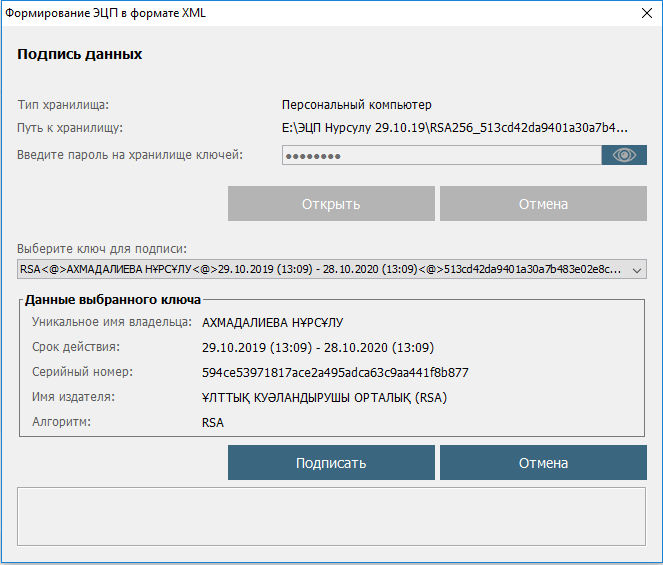 Формирование ЭЦП в формате XML
Подпись данных
Тип хранилища: Персональный компьютер
Путь к хранилищу: E:\ЭЦП Нурсулу 29.10.19\RSA256_513cd42da9401a30a7b4...
Введите пароль на хранилище ключей: ●●●●●●●●
Открыть Отмена
Выберите ключ для подписи:
RSA<@>АХМАДАЛИЕВА НҰРСҰЛУ<@>29.10.2019 (13:09) - 28.10.2020 (13:09)<@>513cd42da9401a30a7b483e02e8c...
Данные выбранного ключа
Уникальное имя владельца: АХМАДАЛИЕВА НҰРСҰЛУ
Срок действия: 29.10.2019 (13:09) - 28.10.2020 (13:09)
Серийный номер: 594ce53971817ace2a495adca63c9aa441f8b877
Имя издателя: ҰЛТТЫҚ КУӘЛАНДЫРУШЫ ОРТАЛЫҚ (RSA)
Алгоритм: RSA
Подписать Отмена